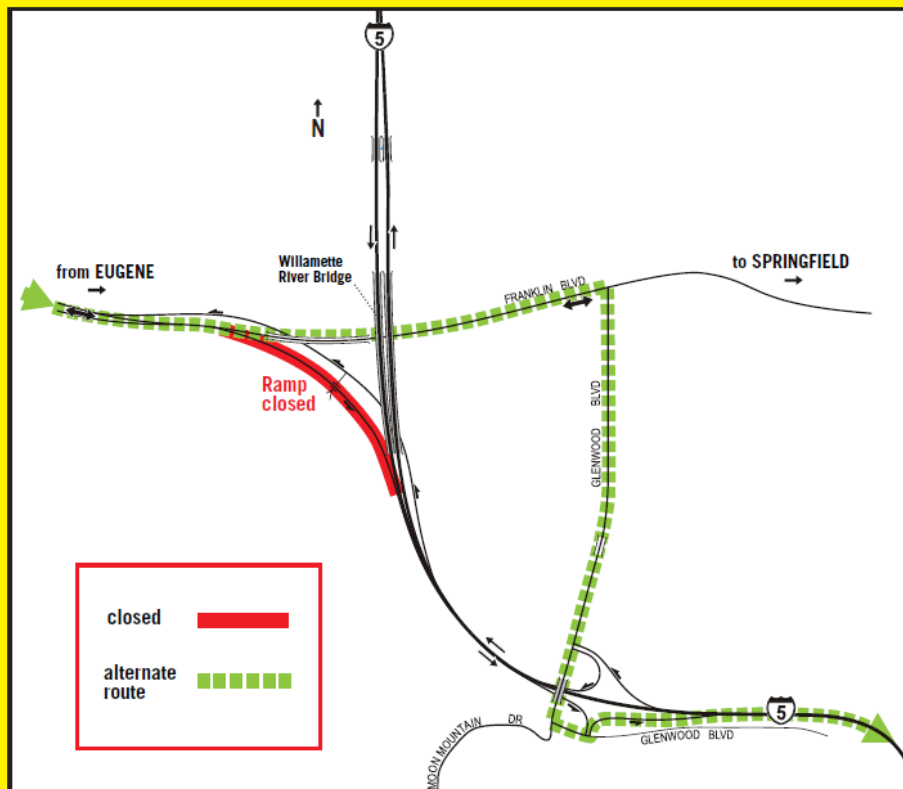 5
N
Willamette
River Bridge
from EUGENE
to SPRINGFIELD
FRANKLIN BLVD
Ramp
closed
GLENWOOD BLVD
closed
alternate
route
5
MOON MOUNTAIN DR
GLENWOOD BLVD